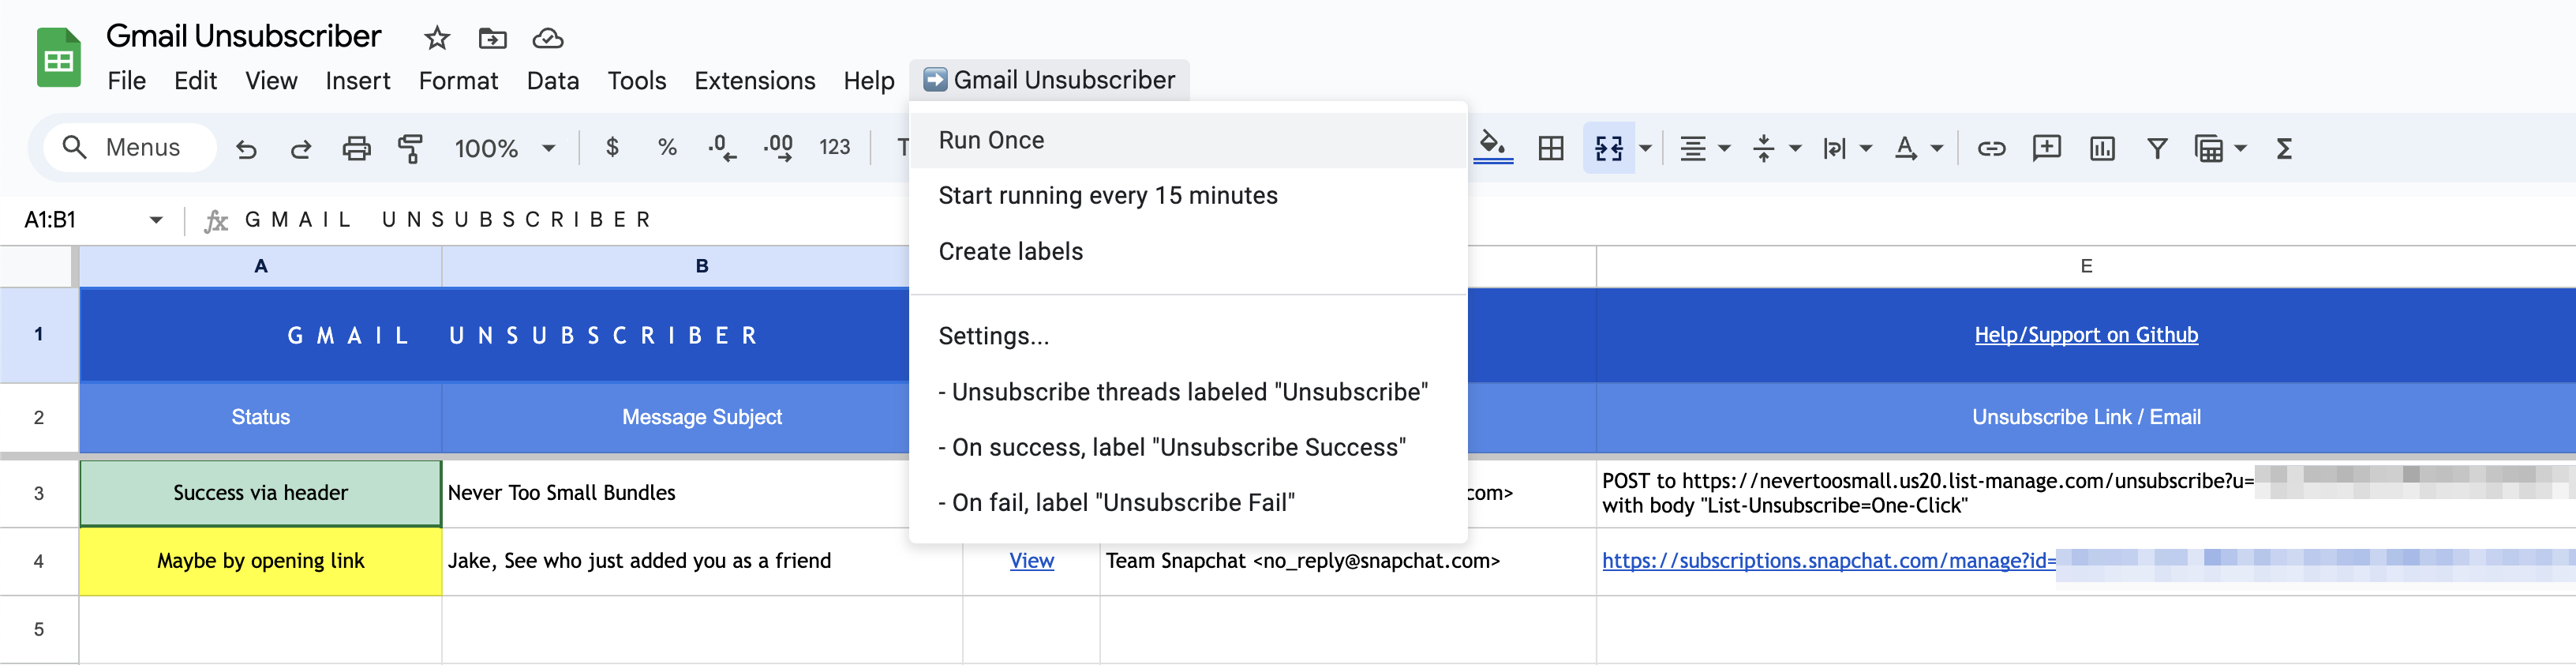 Gmail Unsubscriber
File Edit View Insert Format Data Tools Extensions Help ➡️ Gmail Unsubscriber
Menus 100% $ % .0 .00 123
A1:B1 fx GMAIL UNSUBSCRIBER
Run Once
Start running every 15 minutes
Create labels
Settings...
- Unsubscribe threads labeled "Unsubscribe"
- On success, label "Unsubscribe Success"
- On fail, label "Unsubscribe Fail"
A B E
1 GMAIL UNSUBSCRIBER Help/Support on Github
2 Status Message Subject Unsubscribe Link / Email
3 Success via header Never Too Small Bundles com> POST to https://nevertoosmall.us20.list-manage.com/unsubscribe?u=
with body "List-Unsubscribe=One-Click"
4 Maybe by opening link Jake, See who just added you as a friend View Team Snapchat <no_reply@snapchat.com> https://subscriptions.snapchat.com/manage?id=
5